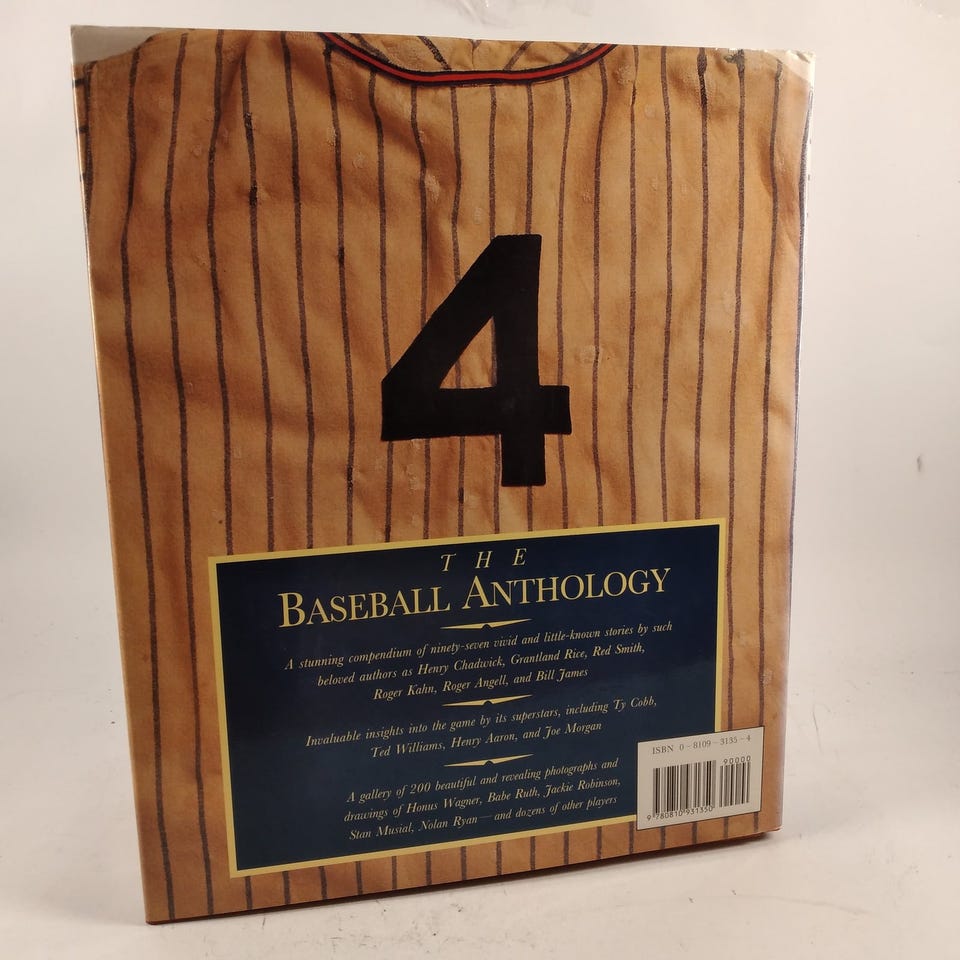 4
THE
BASEBALL ANTHOLOGY
A stunning compendium of ninety-seven vivid and little-known stories by such
beloved authors as Henry Chadwick, Grantland Rice, Red Smith,
Roger Kahn, Roger Angell, and Bill James
Invaluable insights into the game by its superstars, including Ty Cobb,
Ted Williams, Henry Aaron, and Joe Morgan
A gallery of 200 beautiful and revealing photographs and
drawings of Honus Wagner, Babe Ruth, Jackie Robinson,
Stan Musial, Nolan Ryan — and dozens of other players
ISBN 0-8109-3135-4
90000
9 780810 931350